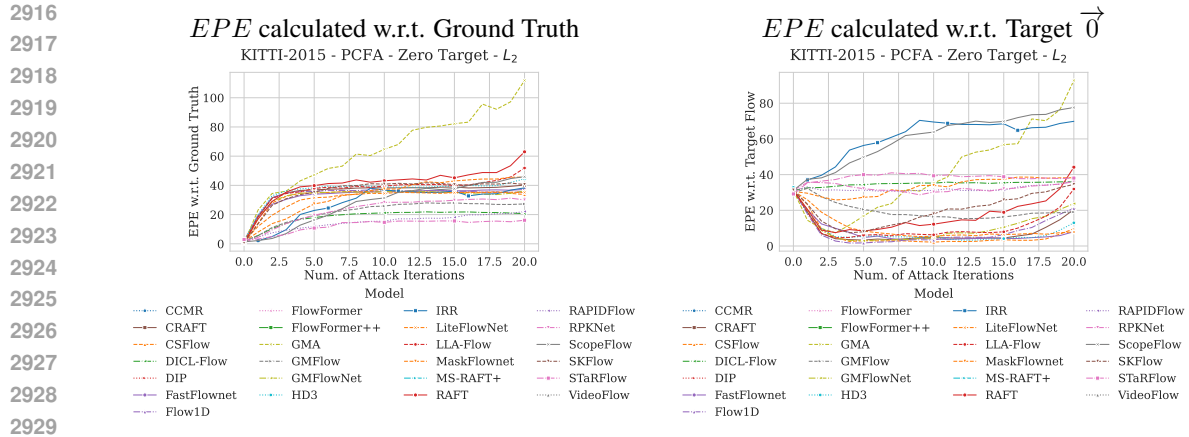 2916
2917
2918
2919
2920
2921
2922
2923
2924
2925
2926
2927
2928
2929
EPE calculated w.r.t. Ground Truth
KITTI-2015 - PCFA - Zero Target - L₂
EPE w.r.t. Ground Truth
100
80
60
40
20
0
0.0 2.5 5.0 7.5 10.0 12.5 15.0 17.5 20.0
Num. of Attack Iterations
Model
CCMR FlowFormer IRR RAPIDFlow
CRAFT FlowFormer++ LiteFlowNet RPKNet
CSFlow GMA LLA-Flow ScopeFlow
DICL-Flow GMFlow MaskFlownet SKFlow
DIP GMFlowNet MS-RAFT+ STaRFlow
FastFlownet HD3 RAFT VideoFlow
Flow1D
EPE calculated w.r.t. Target 0⃗
KITTI-2015 - PCFA - Zero Target - L₂
EPE w.r.t. Target Flow
80
60
40
20
0
0.0 2.5 5.0 7.5 10.0 12.5 15.0 17.5 20.0
Num. of Attack Iterations
Model
CCMR FlowFormer IRR RAPIDFlow
CRAFT FlowFormer++ LiteFlowNet RPKNet
CSFlow GMA LLA-Flow ScopeFlow
DICL-Flow GMFlow MaskFlownet SKFlow
DIP GMFlowNet MS-RAFT+ STaRFlow
FastFlownet HD3 RAFT VideoFlow
Flow1D